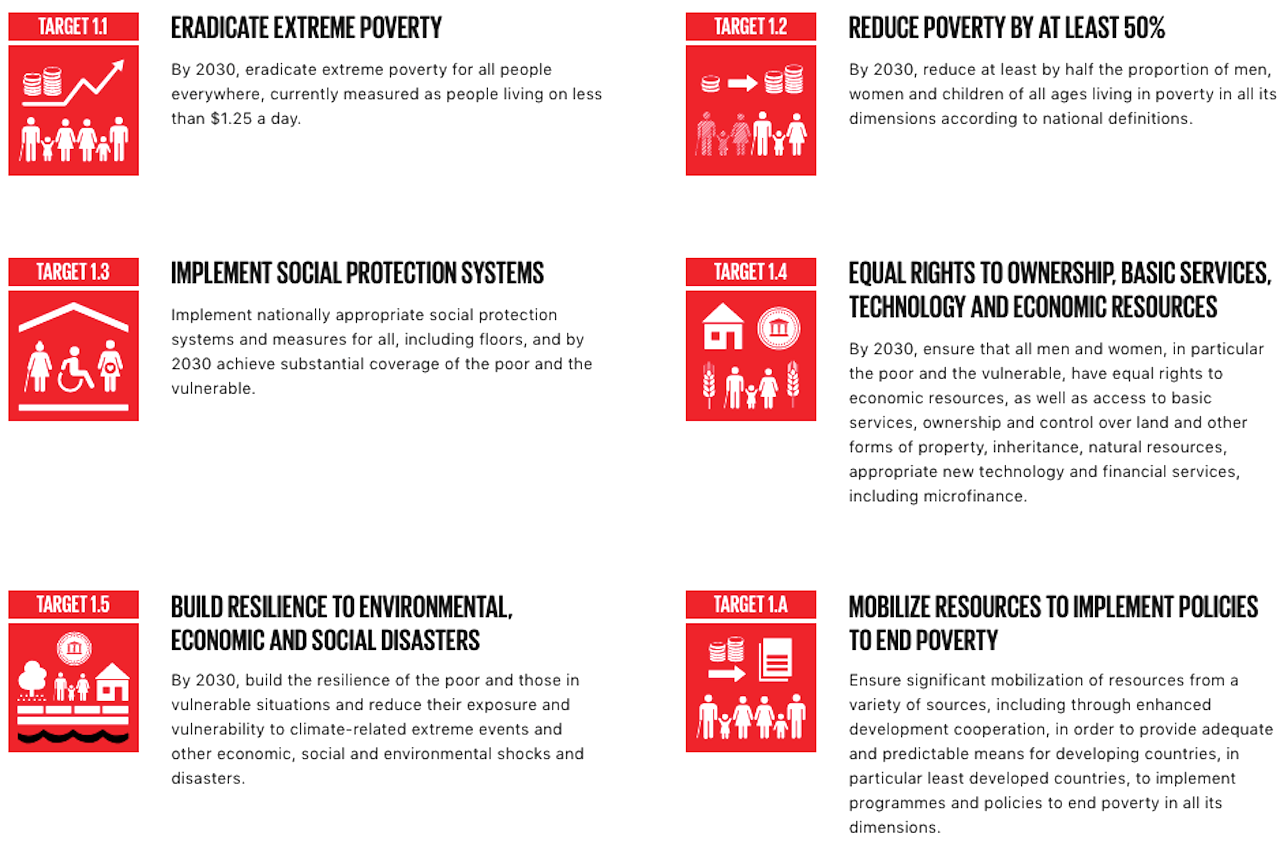 TARGET 1.1
ERADICATE EXTREME POVERTY
By 2030, eradicate extreme poverty for all people
everywhere, currently measured as people living on less
than $1.25 a day.
TARGET 1.2
REDUCE POVERTY BY AT LEAST 50%
By 2030, reduce at least by half the proportion of men,
women and children of all ages living in poverty in all its
dimensions according to national definitions.
TARGET 1.3
IMPLEMENT SOCIAL PROTECTION SYSTEMS
Implement nationally appropriate social protection
systems and measures for all, including floors, and by
2030 achieve substantial coverage of the poor and the
vulnerable.
TARGET 1.4
EQUAL RIGHTS TO OWNERSHIP, BASIC SERVICES,
TECHNOLOGY AND ECONOMIC RESOURCES
By 2030, ensure that all men and women, in particular
the poor and the vulnerable, have equal rights to
economic resources, as well as access to basic
services, ownership and control over land and other
forms of property, inheritance, natural resources,
appropriate new technology and financial services,
including microfinance.
TARGET 1.5
BUILD RESILIENCE TO ENVIRONMENTAL,
ECONOMIC AND SOCIAL DISASTERS
By 2030, build the resilience of the poor and those in
vulnerable situations and reduce their exposure and
vulnerability to climate-related extreme events and
other economic, social and environmental shocks and
disasters.
TARGET 1.A
MOBILIZE RESOURCES TO IMPLEMENT POLICIES
TO END POVERTY
Ensure significant mobilization of resources from a
variety of sources, including through enhanced
development cooperation, in order to provide adequate
and predictable means for developing countries, in
particular least developed countries, to implement
programmes and policies to end poverty in all its
dimensions.